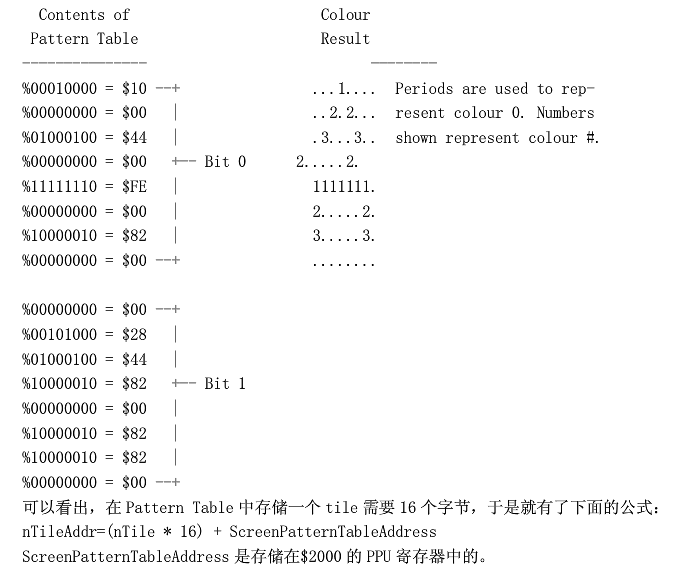 Contents of                        Colour
Pattern Table                      Result
---------------                    --------
%00010000 = $10 --+                ...1.... Periods are used to rep-
%00000000 = $00   |                ..2.2... resent colour 0. Numbers
%01000100 = $44   |                .3...3.. shown represent colour #.
%00000000 = $00   +-- Bit 0      2.....2.
%11111110 = $FE   |                1111111.
%00000000 = $00   |                2.....2.
%10000010 = $82   |                3.....3.
%00000000 = $00 --+                ........
%00000000 = $00 --+
%00101000 = $28   |
%01000100 = $44   |
%10000010 = $82   +-- Bit 1
%00000000 = $00   |
%10000010 = $82   |
%10000010 = $82   |
%00000000 = $00 --+
可以看出，在 Pattern Table 中存储一个 tile 需要 16 个字节，于是就有了下面的公式：
nTileAddr=(nTile * 16) + ScreenPatternTableAddress
ScreenPatternTableAddress 是存储在$2000 的 PPU 寄存器中的。